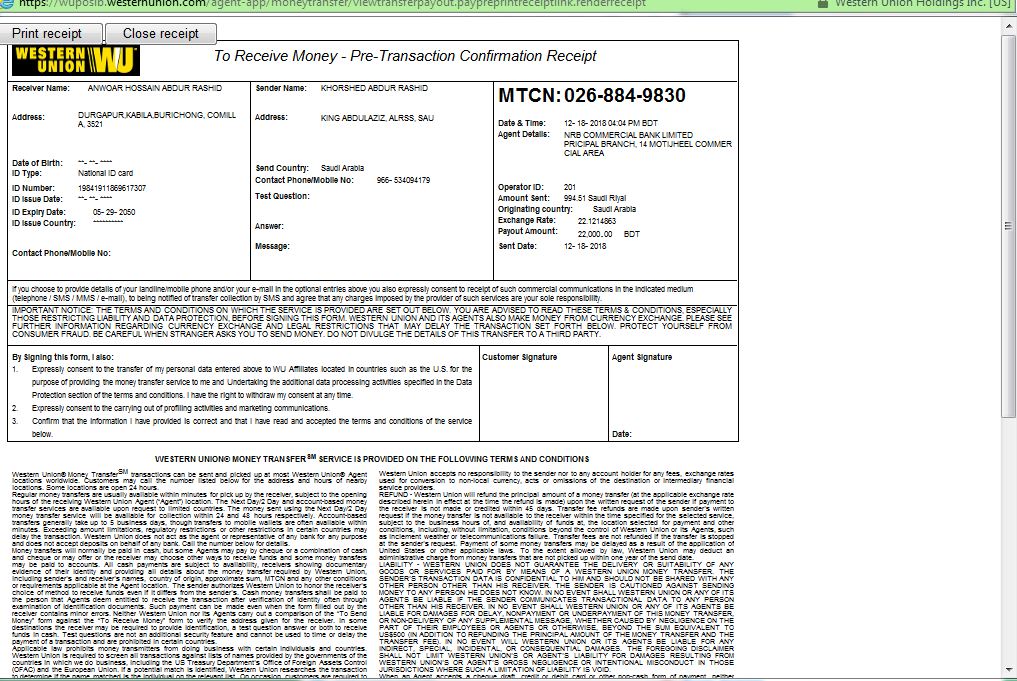 https://wuposlb.westernunion.com/agent-app/moneytransfer/viewtransferpayout.payprepreprintreceiptlink.renderreceipt
Western Union Holdings Inc. [US]
Print receipt
Close receipt
WESTERN
UNION WU
To Receive Money - Pre-Transaction Confirmation Receipt
Receiver Name: ANWOAR HOSSAIN ABDUR RASHID
Address: DURGAPUR,KABILA,BURICHONG, COMILL
A, 3521
Date of Birth: **- **- ****
ID Type: National ID card
ID Number: 19841911869617307
ID Issue Date: **- **- ****
ID Expiry Date: 05- 29- 2050
ID Issue Country: **********
Contact Phone/Mobile No:
Sender Name: KHORSHED ABDUR RASHID
Address: KING ABDULAZIZ, ALRSS, SAU
Send Country: Saudi Arabia
Contact Phone/Mobile No: 966- 534094179
Test Question:
Answer:
Message:
MTCN: 026-884-9830
Date & Time: 12- 18- 2018 04:04 PM BDT
Agent Details: NRB COMMERCIAL BANK LIMITED
PRICIPAL BRANCH, 14 MOTIJHEEL COMMER
CIAL AREA
Operator ID: 201
Amount Sent: 994.51 Saudi Riyal
Originating country: Saudi Arabia
Exchange Rate: 22.1214863
Payout Amount: 22,000.00 BDT
Sent Date: 12- 18- 2018
If you choose to provide details of your landline/mobile phone and/or your e-mail in the optional entries above you also expressly consent to receipt of such commercial communications in the indicated medium
(telephone / SMS / MMS / e-mail), to being notified of transfer collection by SMS and agree that any charges imposed by the provider of such services are your sole responsibility.
IMPORTANT NOTICE: THE TERMS AND CONDITIONS ON WHICH THE SERVICE IS PROVIDED ARE SET OUT BELOW. YOU ARE ADVISED TO READ THESE TERMS & CONDITIONS, ESPECIALLY
THOSE RESTRICTING LIABILITY AND DATA PROTECTION, BEFORE SIGNING THIS FORM. WESTERN UNION AND ITS AGENTS ALSO MAKE MONEY FROM CURRENCY EXCHANGE. PLEASE SEE
FURTHER INFORMATION REGARDING CURRENCY EXCHANGE AND LEGAL RESTRICTIONS THAT MAY DELAY THE TRANSACTION SET FORTH BELOW. PROTECT YOURSELF FROM
CONSUMER FRAUD. BE CAREFUL WHEN STRANGER ASKS YOU TO SEND MONEY. DO NOT DIVULGE THE DETAILS OF THIS TRANSFER TO A THIRD PARTY.
By Signing this form, I also:
1. Expressly consent to the transfer of my personal data entered above to WU Affiliates located in countries such as the U.S. for the
purpose of providing the money transfer service to me and Undertaking the additional data processing activities specified in the Data
Protection section of the terms and conditions. I have the right to withdraw my consent at any time.
2. Expressly consent to the carrying out of profiling activities and marketing communications.
3. Confirm that the information I have provided is correct and that I have read and accepted the terms and conditions of the service
below.
Customer Signature
Agent Signature
Date:
WESTERN UNION® MONEY TRANSFER SM SERVICE IS PROVIDED ON THE FOLLOWING TERMS AND CONDITIONS
Western Union® Money Transfer SM transactions can be sent and picked up at most Western Union® Agent
locations worldwide. Customers may call the number listed below for the address and hours of nearby
locations. Some locations are open 24 hours.
Regular money transfers are usually available within minutes for pick up by the receiver, subject to the opening
hours of the receiving Western Union Agent ("Agent") location. The Next Day/2 Day and account-based money
transfer services are available upon request to limited countries. The money sent using the Next Day/2 Day
money transfer service will be available for collection within 24 and 48 hours respectively. Account-based
transfers generally take up to 5 business days, though transfers to mobile wallets are often available within
minutes. Exceeding amount limitations, regulatory restrictions or other restrictions in certain countries may
delay the transaction. Western Union does not act as the agent or representative of any bank for any purpose
and does not accept deposits on behalf of any bank. Call the number below for details.
Money transfers will normally be paid in cash, but some Agents may pay by cheque or a combination of cash
and cheque or may offer or the receiver may choose other ways to receive funds and some money transfers
may be paid to accounts. All cash payments are subject to availability, receivers showing documentary
evidence of their identity and providing all details about the money transfer required by Western Union,
including sender's and receiver's names, country of origin, approximate sum, MTCN and any other conditions
or requirements applicable at the Agent location. The sender authorizes Western Union to honor the receiver's
choice of method to receive funds even if it differs from the sender's. Cash money transfers shall be paid to
the person that Agents deem entitled to receive the transaction after verification of identity often through
examination of identification documents. Such payment can be made even when the form filled out by the
receiver contains minor errors. Neither Western Union nor its Agents carry out a comparison of the "To Send
Money" form against the "To Receive Money" form to verify the address given for the receiver. In some
destinations the receiver may be required to provide identification, a test question answer or both to receive
funds in cash. Test questions are not an additional security feature and cannot be used to time or delay the
payment of a transaction and are prohibited in certain countries.
Applicable law prohibits money transmitters from doing business with certain individuals and countries.
Western Union is required to screen all transactions against lists of names provided by the governments of the
countries in which we do business, including the US Treasury Department's Office of Foreign Assets Control
(OFAC) and the European Union. If a potential match is identified, Western Union researches the transaction
to determine if the name matched is the individual on the relevant list. On occasion, customers are required to
Western Union accepts no responsibility to the sender nor to any account holder for any fees, exchange rates
used for conversion to non-local currency, acts or omissions of the destination or intermediary financial
service providers.
REFUND - Western Union will refund the principal amount of a money transfer (at the applicable exchange rate
described herein in effect at the time the refund is made) upon the written request of the sender if payment to
the receiver is not made or credited within 45 days. Transfer fee refunds are made upon sender's written
request if the money transfer is not available to the receiver within the time specified for the selected service,
subject to the business hours of, and availability of funds at, the location selected for payment and other
conditions, including without limitation, conditions beyond the control of Western Union or its Agents, such
as inclement weather or telecommunications failure. Transfer fees are not refunded if the transfer is stopped
at the sender's request. Payment of some money transfers may be delayed as a result of the application of
United States or other applicable laws. To the extent allowed by law, Western Union may deduct an
administrative charge from money transfers that are not picked up within one year of the send date.
LIABILITY - WESTERN UNION DOES NOT GUARANTEE THE DELIVERY OR SUITABILITY OF ANY
GOODS OR SERVICES PAID FOR BY MEANS OF A WESTERN UNION MONEY TRANSFER. THE
SENDER'S TRANSACTION DATA IS CONFIDENTIAL TO HIM AND SHOULD NOT BE SHARED WITH ANY
OTHER PERSON OTHER THAN HIS RECEIVER. THE SENDER IS CAUTIONED AGAINST SENDING
MONEY TO ANY PERSON HE DOES NOT KNOW. IN NO EVENT SHALL WESTERN UNION OR ANY OF ITS
AGENTS BE LIABLE IF THE SENDER COMMUNICATES TRANSACTIONAL DATA TO ANY PERSON
OTHER THAN HIS RECEIVER. IN NO EVENT SHALL WESTERN UNION OR ANY OF ITS AGENTS BE
LIABLE FOR DAMAGES FOR DELAY, NONPAYMENT OR UNDERPAYMENT OF THIS MONEY TRANSFER,
OR NON-DELIVERY OF ANY SUPPLEMENTAL MESSAGE, WHETHER CAUSED BY NEGLIGENCE ON THE
PART OF THEIR EMPLOYEES OR AGENTS OR OTHERWISE, BEYOND THE SUM EQUIVALENT TO
US$500 (IN ADDITION TO REFUNDING THE PRINCIPAL AMOUNT OF THE MONEY TRANSFER AND THE
TRANSFER FEE). IN NO EVENT WILL WESTERN UNION OR ITS AGENTS BE LIABLE FOR ANY
INDIRECT, SPECIAL, INCIDENTAL, OR CONSEQUENTIAL DAMAGES. THE FOREGOING DISCLAIMER
SHALL NOT LIMIT WESTERN UNION'S OR AGENT'S LIABILITY FOR DAMAGES RESULTING FROM
WESTERN UNION'S OR AGENT'S GROSS NEGLIGENCE OR INTENTIONAL MISCONDUCT IN THOSE
JURISDICTIONS WHERE SUCH A LIMITATION OF LIABILITY IS VOID.
When an Agent accepts a cheque draft, credit or debit card or other non-cash form of payment, neither